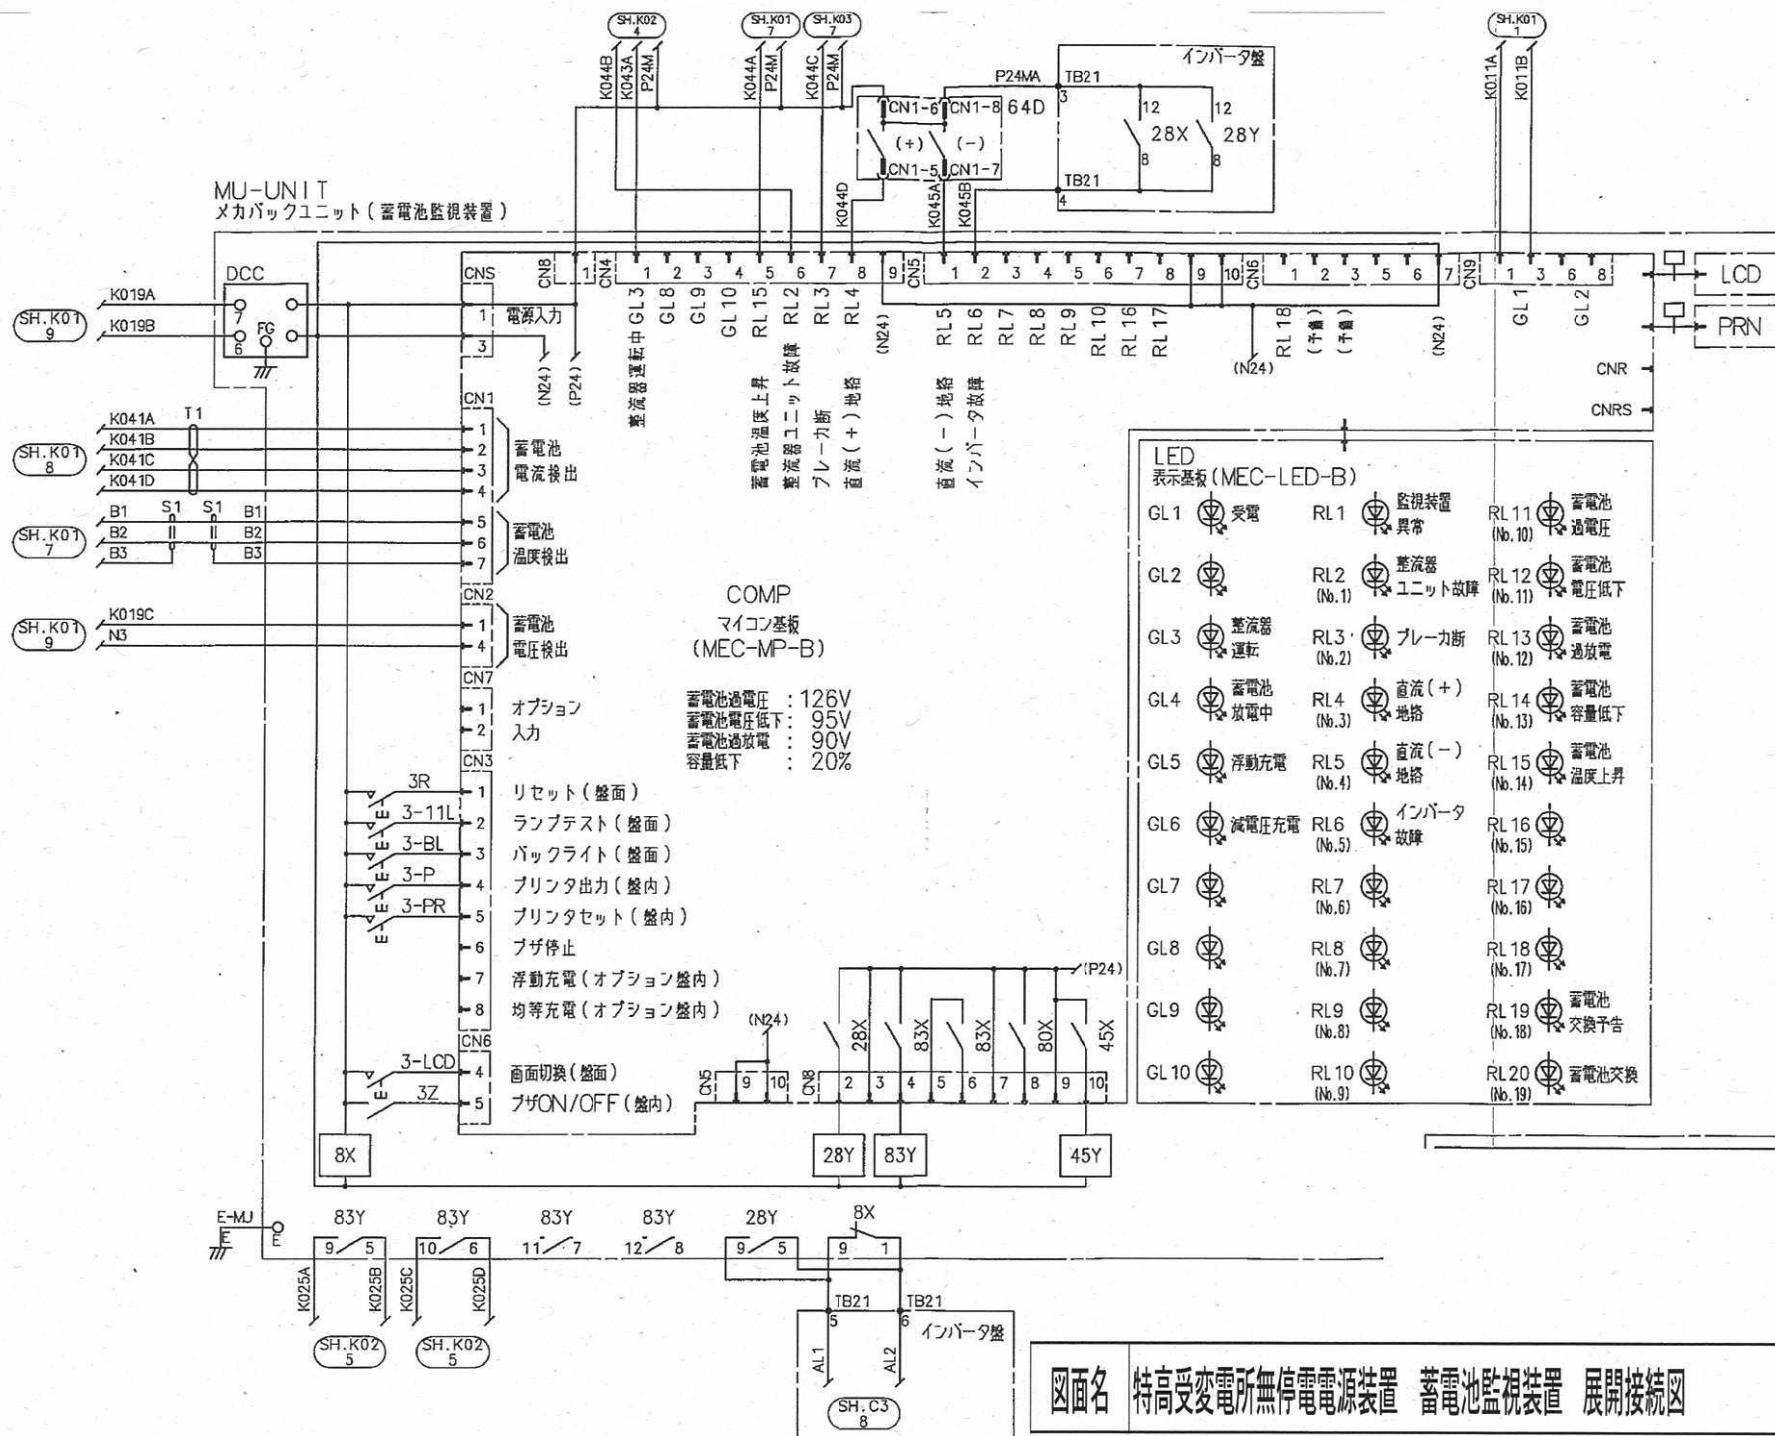 SH.K02
4
SH.K01
7
SH.K03
7
SH.K01
1
K044B
K043A
P24M
K044A
P24M
K044C
P24M
K011A
K011B
インバータ盤
P24MA
TB21
3
CN1-6
CN1-8
64D
(+)
(-)
CN1-5
CN1-7
12
28X
8
12
28Y
8
TB21
4
K044D
K045A
K045B
MU-UNIT
メカバックユニット(蓄電池監視装置)
DCC
7
6
FG
K019A
K019B
SH.K01
9
CNS
1
電源入力
3
(N24)
(P24)
CN8
1
CN4
1 2 3 4 5 6 7 8 9
GL3
GL8
GL9
GL10
RL15
RL2
RL3
RL4
(N24)
整流器運転中
蓄電池温度上昇
整流器ユニット故障
ブレーカ断
直流(+)地絡
CN5
1 2 3 4 5 6 7 8 9 10
RL5
RL6
RL7
RL8
RL9
RL10
RL16
RL17
直流(-)地絡
インバータ故障
(N24)
CN6
1 2 3 5 6 7
RL18
(予備)
(予備)
(N24)
CN9
1 3 6 8
GL1
GL2
LCD
PRN
CNR
CNRS
SH.K01
8
K041A
K041B
K041C
K041D
T1
CN1
1
2
3
4
蓄電池
電流検出
SH.K01
7
B1
B2
B3
S1
S1
B1
B2
B3
5
6
7
蓄電池
温度検出
SH.K01
9
K019C
N3
CN2
1
4
蓄電池
電圧検出
COMP
マイコン基板
(MEC-MP-B)
蓄電池過電圧 : 126V
蓄電池電圧低下 : 95V
蓄電池過放電 : 90V
容量低下 : 20%
CN7
1
2
オプション
入力
CN3
3R 1 リセット(盤面)
3-11L 2 ランプテスト(盤面)
3-BL 3 バックライト(盤面)
3-P 4 プリンタ出力(盤内)
3-PR 5 プリンタセット(盤内)
6 ブザ停止
7 浮動充電(オプション盤内)
8 均等充電(オプション盤内)
CN6
3-LCD 4 画面切換(盤面)
3Z 5 ブザON/OFF(盤内)
E
E
E
E
E
E
(N24)
CN5
9 10
(P24)
28X
83X
83X
80X
45X
CN8
2 3 4 5 6 7 8 9 10
8X
28Y
83Y
45Y
LED
表示基板(MEC-LED-B)
GL1 受電
GL2
GL3 整流器
運転
GL4 蓄電池
放電中
GL5 浮動充電
GL6 減電圧充電
GL7
GL8
GL9
GL10
RL1 監視装置
異常
RL2 整流器
(No.1) ユニット故障
RL3 ブレーカ断
(No.2)
RL4 直流(+)
(No.3) 地絡
RL5 直流(-)
(No.4) 地絡
RL6 インバータ
(No.5) 故障
RL7
(No.6)
RL8
(No.7)
RL9
(No.8)
RL10
(No.9)
RL11 蓄電池
(No.10) 過電圧
RL12 蓄電池
(No.11) 電圧低下
RL13 蓄電池
(No.12) 過放電
RL14 蓄電池
(No.13) 容量低下
RL15 蓄電池
(No.14) 温度上昇
RL16
(No.15)
RL17
(No.16)
RL18
(No.17)
RL19 蓄電池
(No.18) 交換予告
RL20 蓄電池交換
(No.19)
E-MJ
E
E
83Y
9 5
K025A
K025B
SH.K02
5
83Y
10 6
K025C
K025D
SH.K02
5
83Y
11 7
83Y
12 8
28Y
9 5
8X
9 1
TB21
5
TB21
6
インバータ盤
AL1
AL2
SH.C3
8
図面名 特高受変電所無停電電源装置 蓄電池監視装置 展開接続図